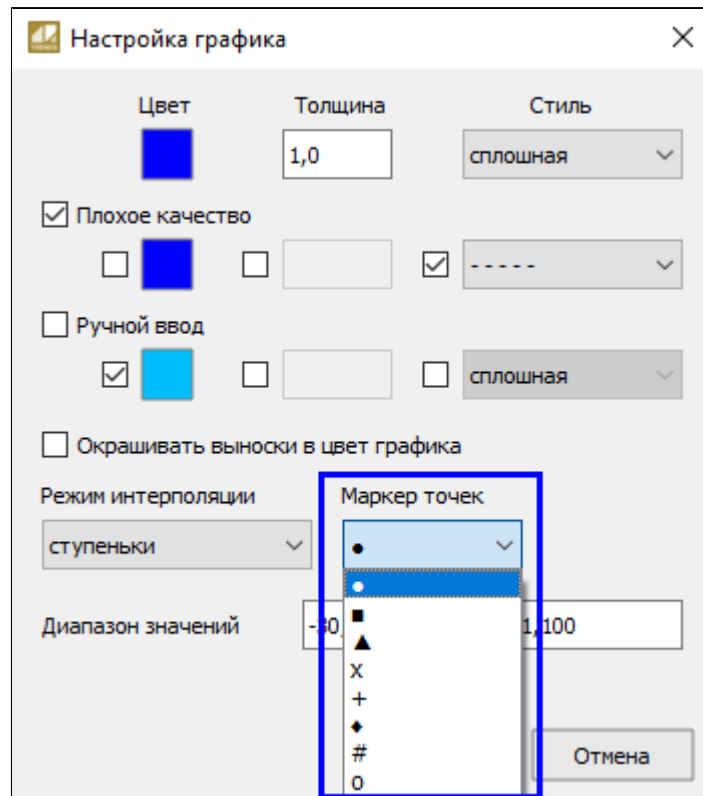 Настройка графика
Цвет Толщина Стиль
1,0 сплошная
Плохое качество
- - - - -
Ручной ввод
сплошная
Окрашивать выноски в цвет графика
Режим интерполяции Маркер точек
ступеньки ●
●
■
▲
x
+
◆
#
o
Диапазон значений -30, 1,100
Отмена